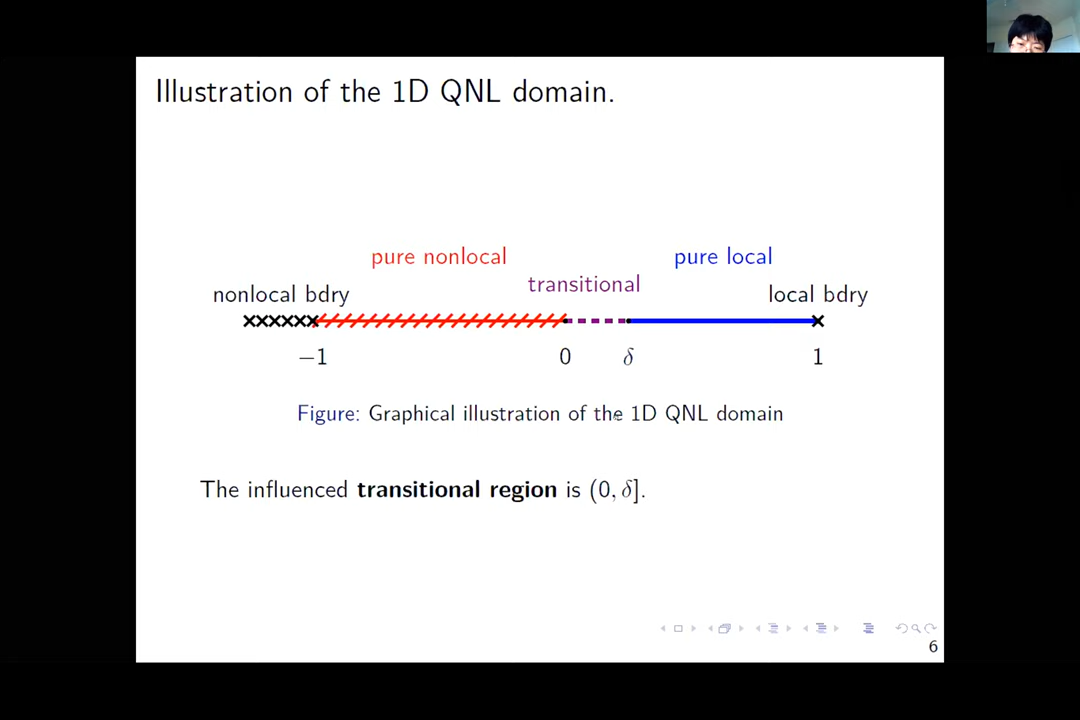 Illustration of the 1D QNL domain.
pure nonlocal
pure local
transitional
nonlocal bdry
local bdry
−1
0
δ
1
Figure: Graphical illustration of the 1D QNL domain
The influenced transitional region is (0, δ].
6